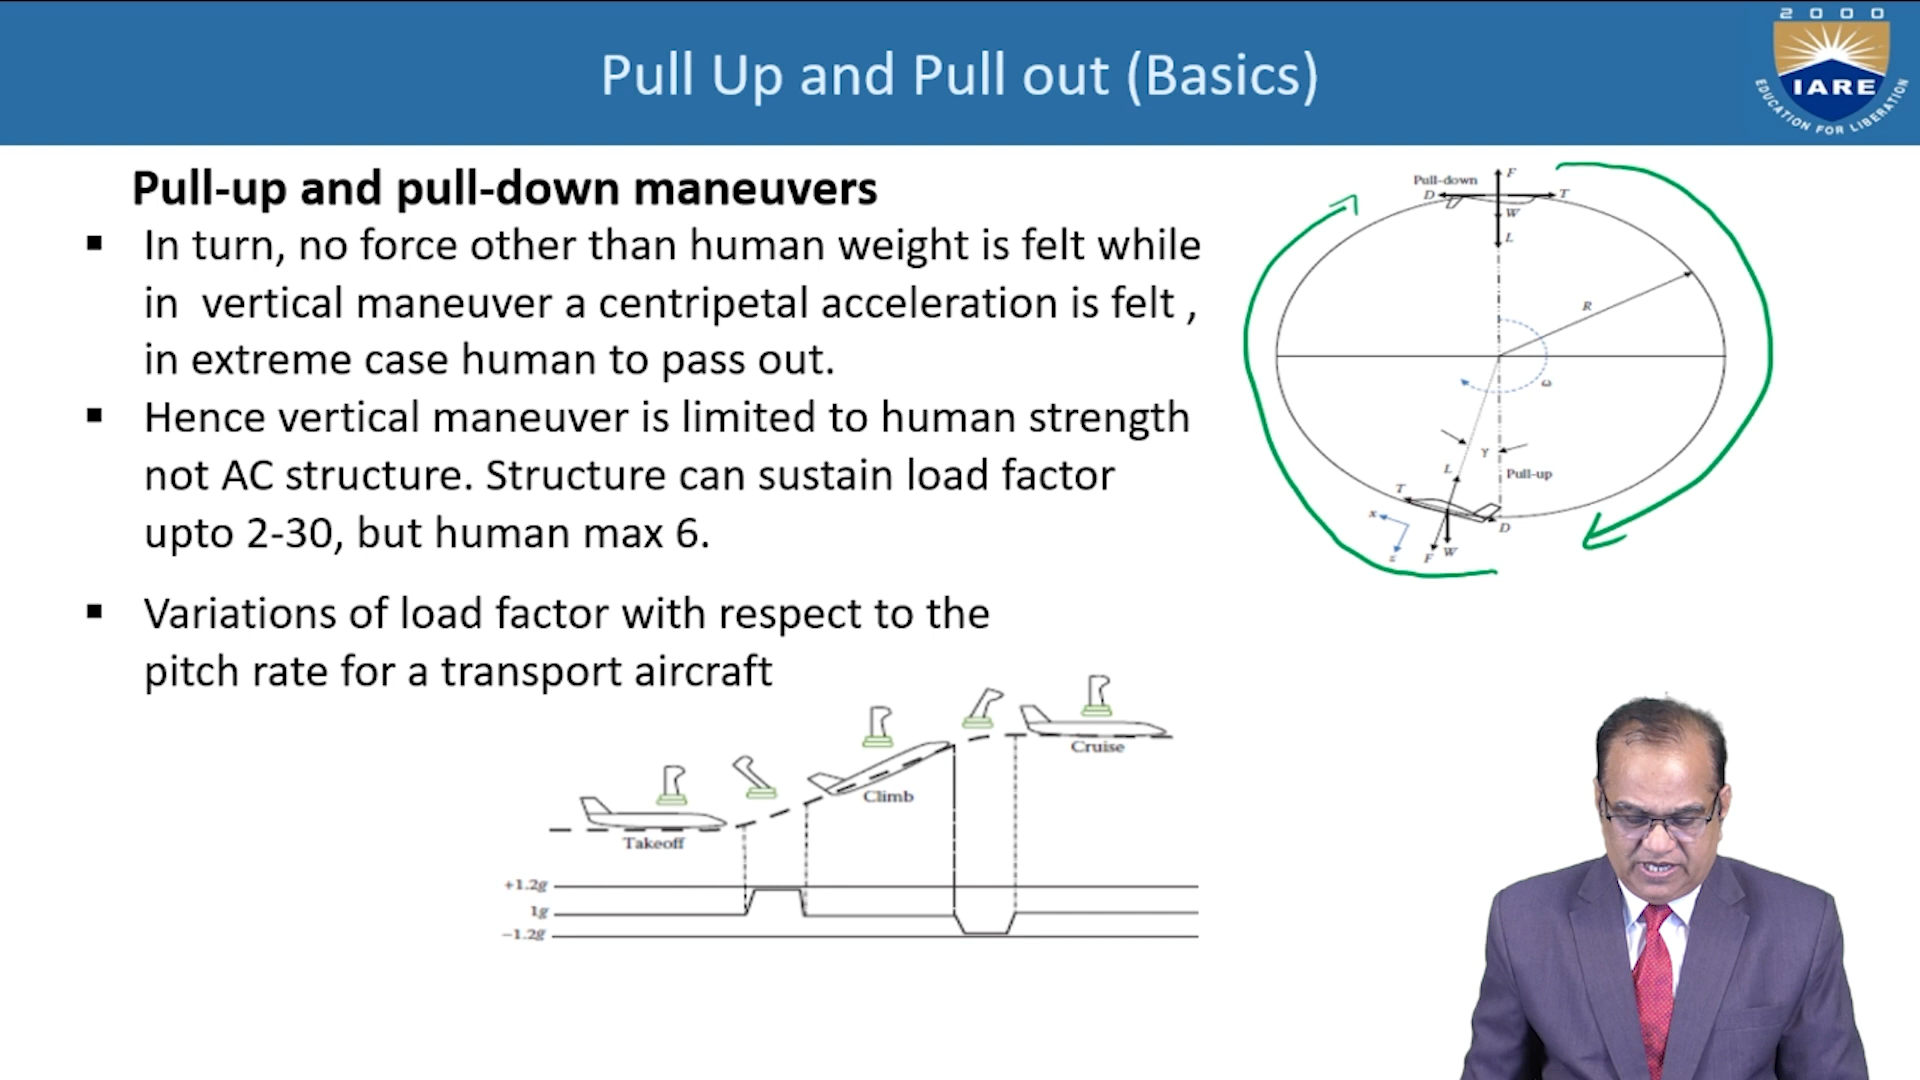 Pull Up and Pull out (Basics)
2000
IARE
EDUCATION FOR LIBERATION
Pull-up and pull-down maneuvers
▪ In turn, no force other than human weight is felt while
in vertical maneuver a centripetal acceleration is felt ,
in extreme case human to pass out.
▪ Hence vertical maneuver is limited to human strength
not AC structure. Structure can sustain load factor
upto 2-30, but human max 6.
▪ Variations of load factor with respect to the
pitch rate for a transport aircraft
Pull-down
F
D
T
W
L
R
ω
γ
L
Pull-up
T
x
D
z
F
W
Cruise
Climb
Takeoff
+1.2g
1g
−1.2g